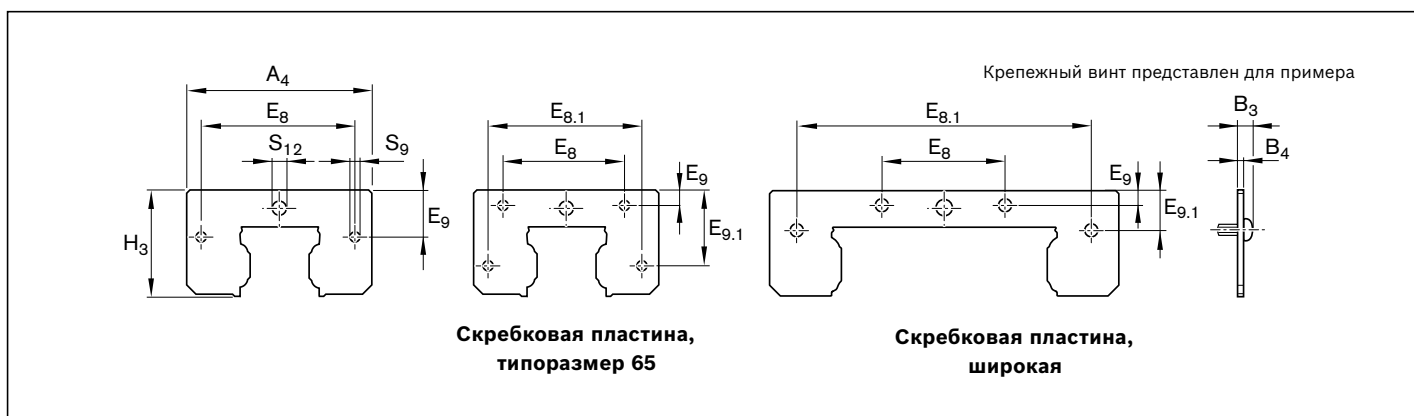 Крепежный винт представлен для примера
A4
E8
S12
S9
E9
H3
E8.1
E8
E9
E9.1
E8.1
E8
E9
E9.1
B3
B4
Скребковая пластина,
типоразмер 65
Скребковая пластина,
широкая